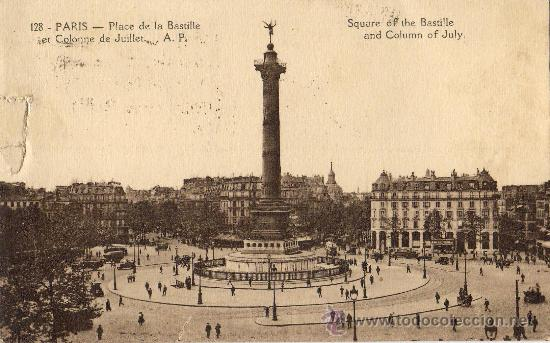 128 - PARIS — Place de la Bastille
et Colonne de Juillet. A. P.
Square of the Bastille
and Column of July.
todocoleccion.net